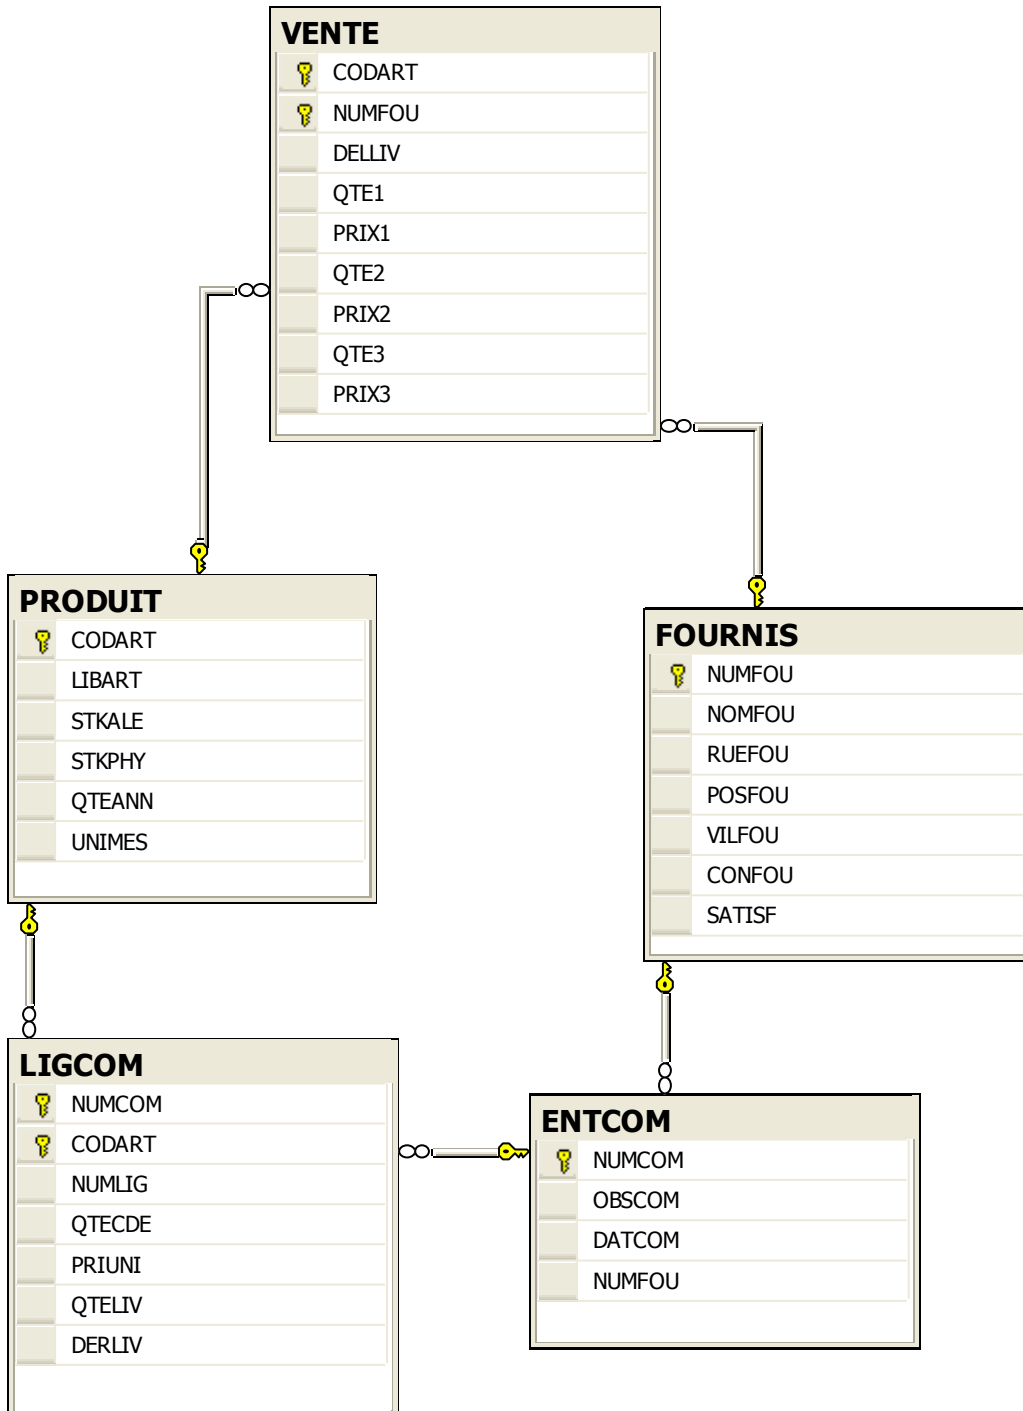 VENTE
CODART
NUMFOU
DELLIV
QTE1
PRIX1
QTE2
PRIX2
QTE3
PRIX3
PRODUIT
CODART
LIBART
STKALE
STKPHY
QTEANN
UNIMES
FOURNIS
NUMFOU
NOMFOU
RUEFOU
POSFOU
VILFOU
CONFOU
SATISF
LIGCOM
NUMCOM
CODART
NUMLIG
QTECDE
PRIUNI
QTELIV
DERLIV
ENTCOM
NUMCOM
OBSCOM
DATCOM
NUMFOU